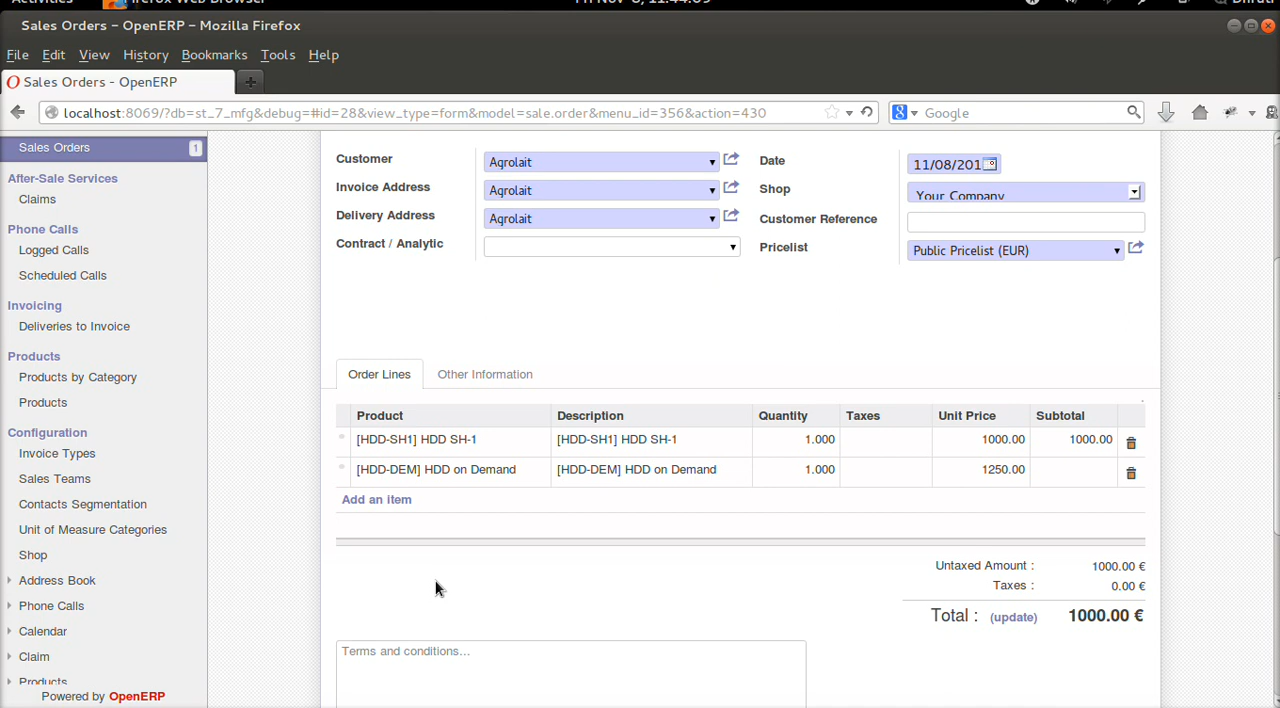 Sales Orders - OpenERP - Mozilla Firefox
File Edit View History Bookmarks Tools Help
Sales Orders - OpenERP
localhost:8069/?db=st_7_mfg&debug=#id=28&view_type=form&model=sale.order&menu_id=356&action=430
Google
Sales Orders 1
After-Sale Services
Claims
Phone Calls
Logged Calls
Scheduled Calls
Invoicing
Deliveries to Invoice
Products
Products by Category
Products
Configuration
Invoice Types
Sales Teams
Contacts Segmentation
Unit of Measure Categories
Shop
Address Book
Phone Calls
Calendar
Claim
Products
Powered by OpenERP
Customer Agrolait
Invoice Address Agrolait
Delivery Address Agrolait
Contract / Analytic
Date 11/08/201
Shop Your Company
Customer Reference
Pricelist Public Pricelist (EUR)
Order Lines Other Information
Product Description Quantity Taxes Unit Price Subtotal
[HDD-SH1] HDD SH-1 [HDD-SH1] HDD SH-1 1.000 1000.00 1000.00
[HDD-DEM] HDD on Demand [HDD-DEM] HDD on Demand 1.000 1250.00
Add an item
Untaxed Amount : 1000.00 €
Taxes : 0.00 €
Total : (update) 1000.00 €
Terms and conditions...